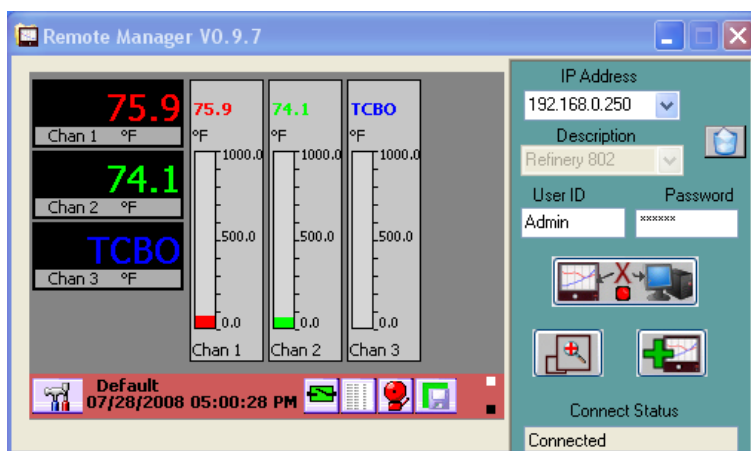 Remote Manager V0.9.7
75.9
Chan 1 °F
74.1
Chan 2 °F
TCBO
Chan 3 °F
75.9
°F
1000.0
500.0
0.0
Chan 1
74.1
°F
1000.0
500.0
0.0
Chan 2
TCBO
°F
1000.0
500.0
0.0
Chan 3
Default
07/28/2008 05:00:28 PM
IP Address
192.168.0.250
Description
Refinery 802
User ID Password
Admin ******
Connect Status
Connected